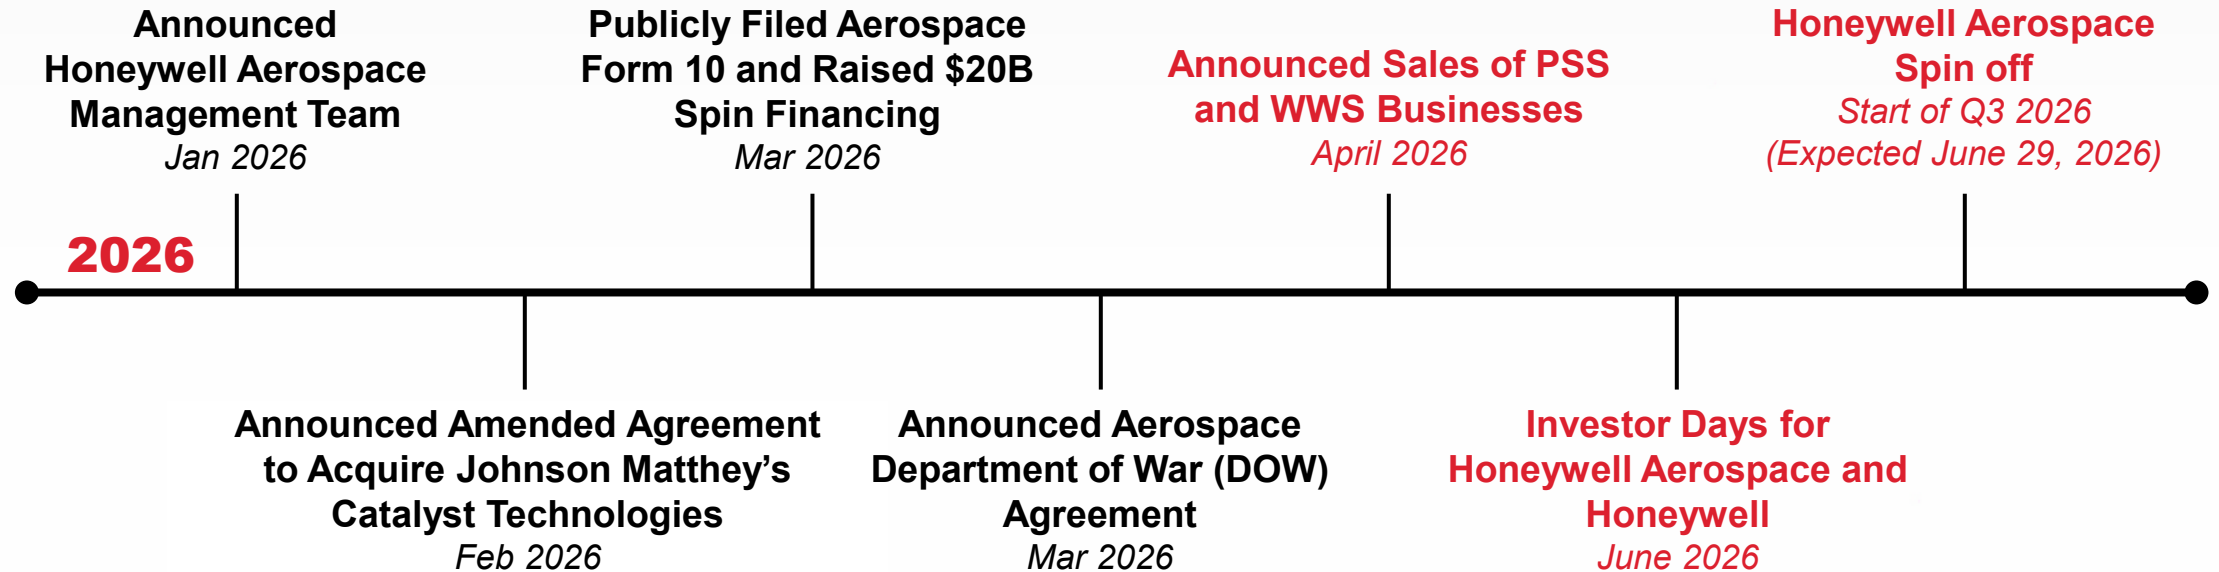 Announced
Honeywell Aerospace
Management Team
Jan 2026
Publicly Filed Aerospace
Form 10 and Raised $20B
Spin Financing
Mar 2026
Announced Sales of PSS
and WWS Businesses
April 2026
Honeywell Aerospace
Spin off
Start of Q3 2026
(Expected June 29, 2026)
2026
Announced Amended Agreement
to Acquire Johnson Matthey’s
Catalyst Technologies
Feb 2026
Announced Aerospace
Department of War (DOW)
Agreement
Mar 2026
Investor Days for
Honeywell Aerospace and
Honeywell
June 2026